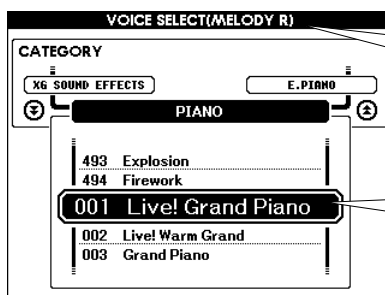 VOICE SELECT(MELODY R)
CATEGORY
XG SOUND EFFECTS
E.PIANO
PIANO
493 Explosion
494 Firework
001 Live! Grand Piano
002 Live! Warm Grand
003 Grand Piano